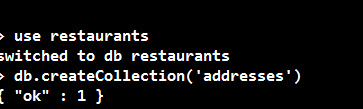 > use restaurants
switched to db restaurants
> db.createCollection('addresses')
{ "ok" : 1 }